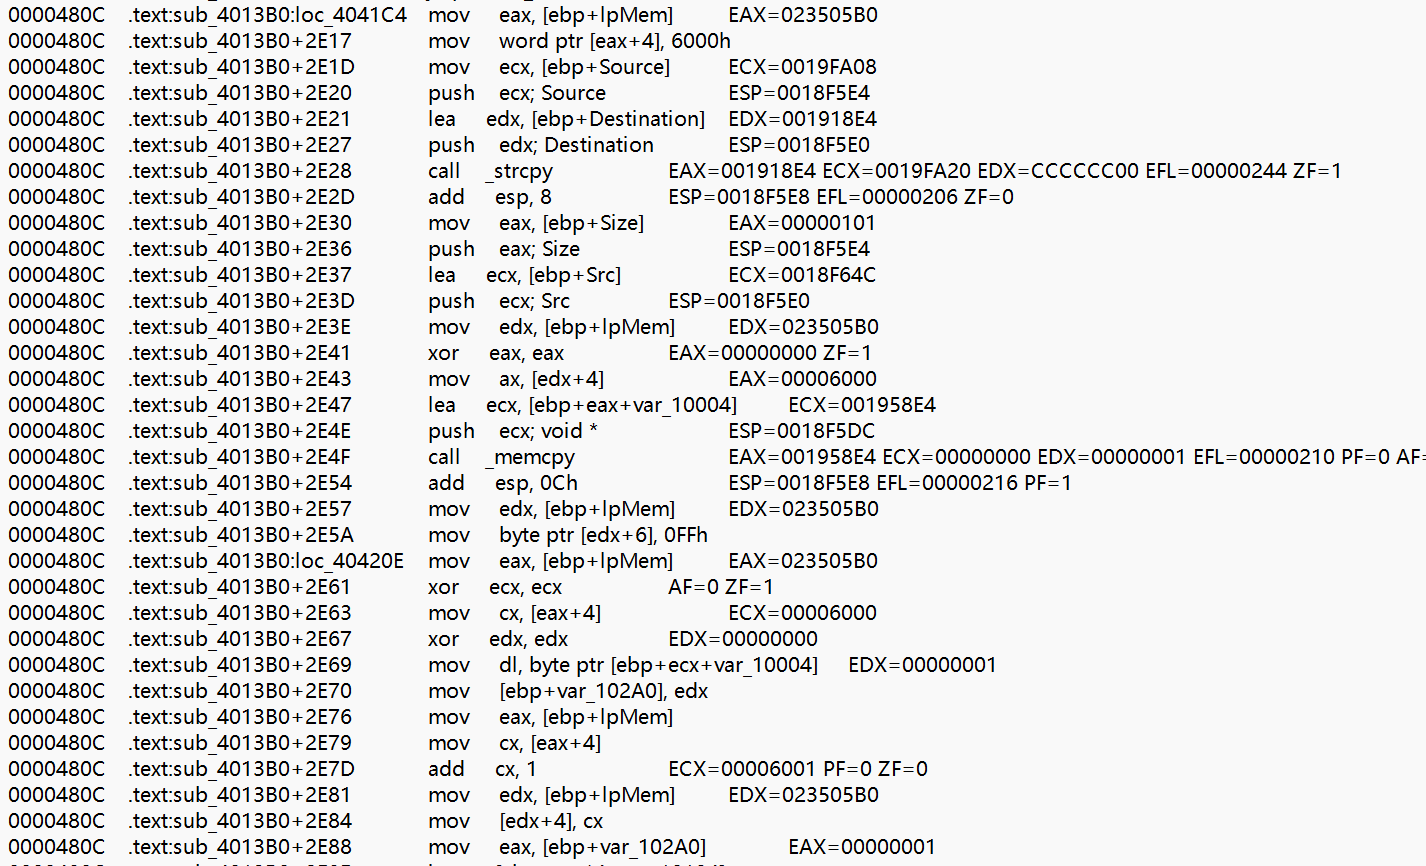 0000480C .text:sub_4013B0:loc_4041C4 mov eax, [ebp+lpMem] EAX=023505B0
0000480C .text:sub_4013B0+2E17 mov word ptr [eax+4], 6000h
0000480C .text:sub_4013B0+2E1D mov ecx, [ebp+Source] ECX=0019FA08
0000480C .text:sub_4013B0+2E20 push ecx; Source ESP=0018F5E4
0000480C .text:sub_4013B0+2E21 lea edx, [ebp+Destination] EDX=001918E4
0000480C .text:sub_4013B0+2E27 push edx; Destination ESP=0018F5E0
0000480C .text:sub_4013B0+2E28 call _strcpy EAX=001918E4 ECX=0019FA20 EDX=CCCCCC00 EFL=00000244 ZF=1
0000480C .text:sub_4013B0+2E2D add esp, 8 ESP=0018F5E8 EFL=00000206 ZF=0
0000480C .text:sub_4013B0+2E30 mov eax, [ebp+Size] EAX=00000101
0000480C .text:sub_4013B0+2E36 push eax; Size ESP=0018F5E4
0000480C .text:sub_4013B0+2E37 lea ecx, [ebp+Src] ECX=0018F64C
0000480C .text:sub_4013B0+2E3D push ecx; Src ESP=0018F5E0
0000480C .text:sub_4013B0+2E3E mov edx, [ebp+lpMem] EDX=023505B0
0000480C .text:sub_4013B0+2E41 xor eax, eax EAX=00000000 ZF=1
0000480C .text:sub_4013B0+2E43 mov ax, [edx+4] EAX=00006000
0000480C .text:sub_4013B0+2E47 lea ecx, [ebp+eax+var_10004] ECX=001958E4
0000480C .text:sub_4013B0+2E4E push ecx; void * ESP=0018F5DC
0000480C .text:sub_4013B0+2E4F call _memcpy EAX=001958E4 ECX=00000000 EDX=00000001 EFL=00000210 PF=0 AF=
0000480C .text:sub_4013B0+2E54 add esp, 0Ch ESP=0018F5E8 EFL=00000216 PF=1
0000480C .text:sub_4013B0+2E57 mov edx, [ebp+lpMem] EDX=023505B0
0000480C .text:sub_4013B0+2E5A mov byte ptr [edx+6], 0FFh
0000480C .text:sub_4013B0:loc_40420E mov eax, [ebp+lpMem] EAX=023505B0
0000480C .text:sub_4013B0+2E61 xor ecx, ecx AF=0 ZF=1
0000480C .text:sub_4013B0+2E63 mov cx, [eax+4] ECX=00006000
0000480C .text:sub_4013B0+2E67 xor edx, edx EDX=00000000
0000480C .text:sub_4013B0+2E69 mov dl, byte ptr [ebp+ecx+var_10004] EDX=00000001
0000480C .text:sub_4013B0+2E70 mov [ebp+var_102A0], edx
0000480C .text:sub_4013B0+2E76 mov eax, [ebp+lpMem]
0000480C .text:sub_4013B0+2E79 mov cx, [eax+4]
0000480C .text:sub_4013B0+2E7D add cx, 1 ECX=00006001 PF=0 ZF=0
0000480C .text:sub_4013B0+2E81 mov edx, [ebp+lpMem] EDX=023505B0
0000480C .text:sub_4013B0+2E84 mov [edx+4], cx
0000480C .text:sub_4013B0+2E88 mov eax, [ebp+var_102A0] EAX=00000001